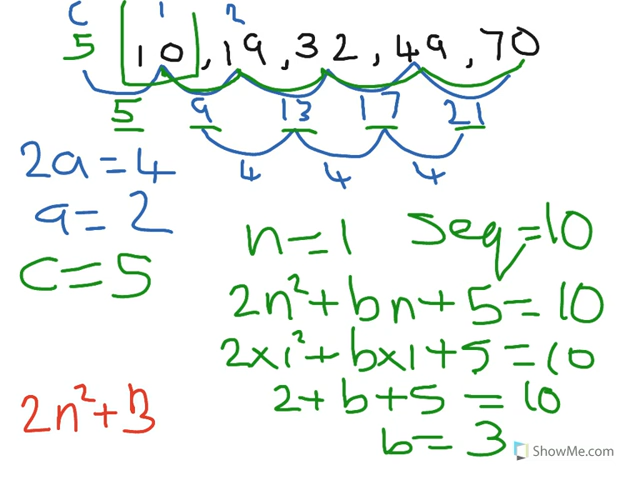 C 1 2
5 10, 19, 32, 49, 70
5 9 13 17 21
4 4 4
2a = 4
a = 2
c = 5
n = 1 seq = 10
2n² + bn + 5 = 10
2x1² + bx1 + 5 = 10
2 + b + 5 = 10
b = 3
2n² + 3
ShowMe.com